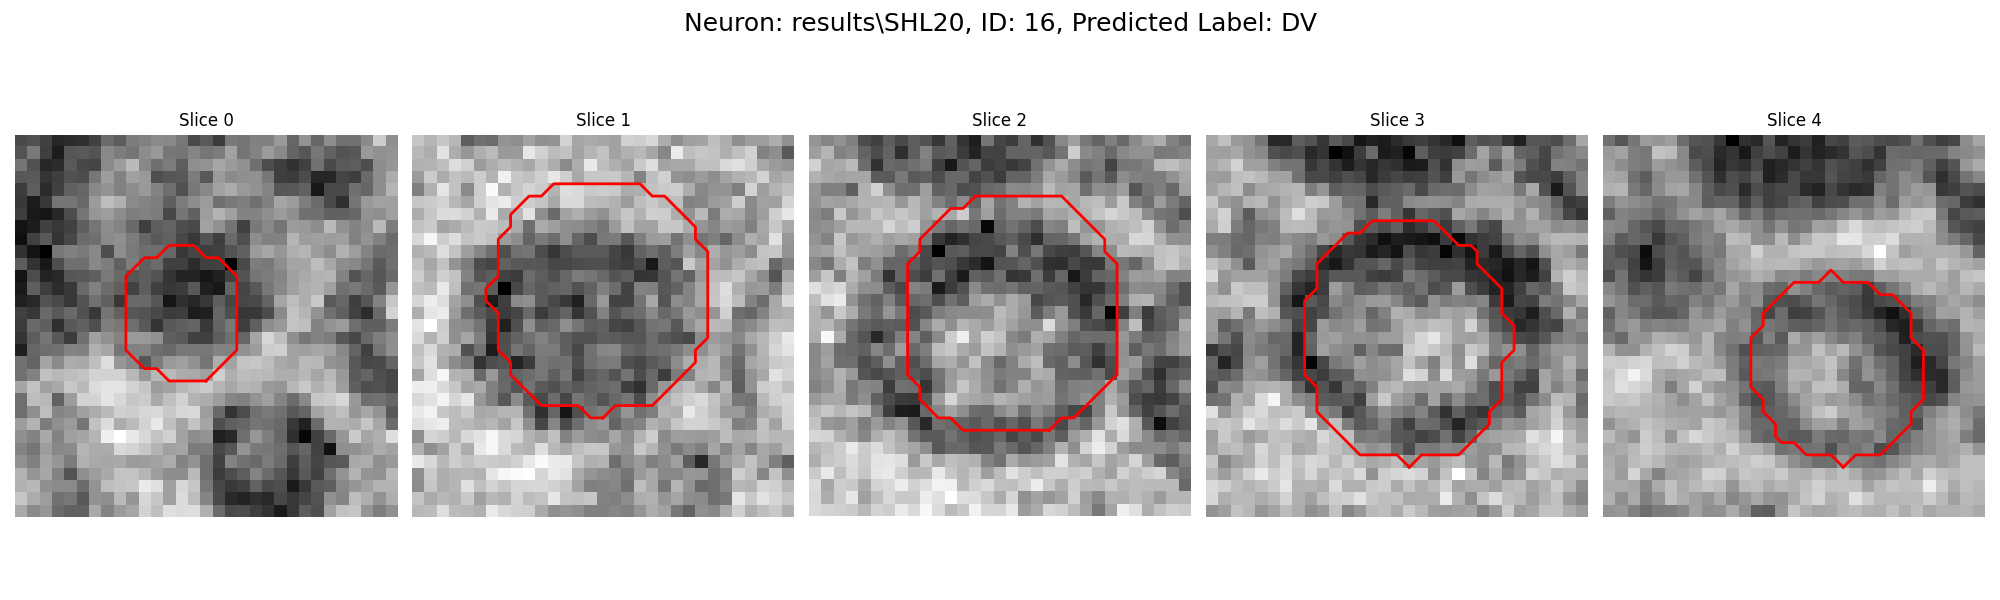 Neuron: results\SHL20, ID: 16, Predicted Label: DV
Slice 0
Slice 1
Slice 2
Slice 3
Slice 4